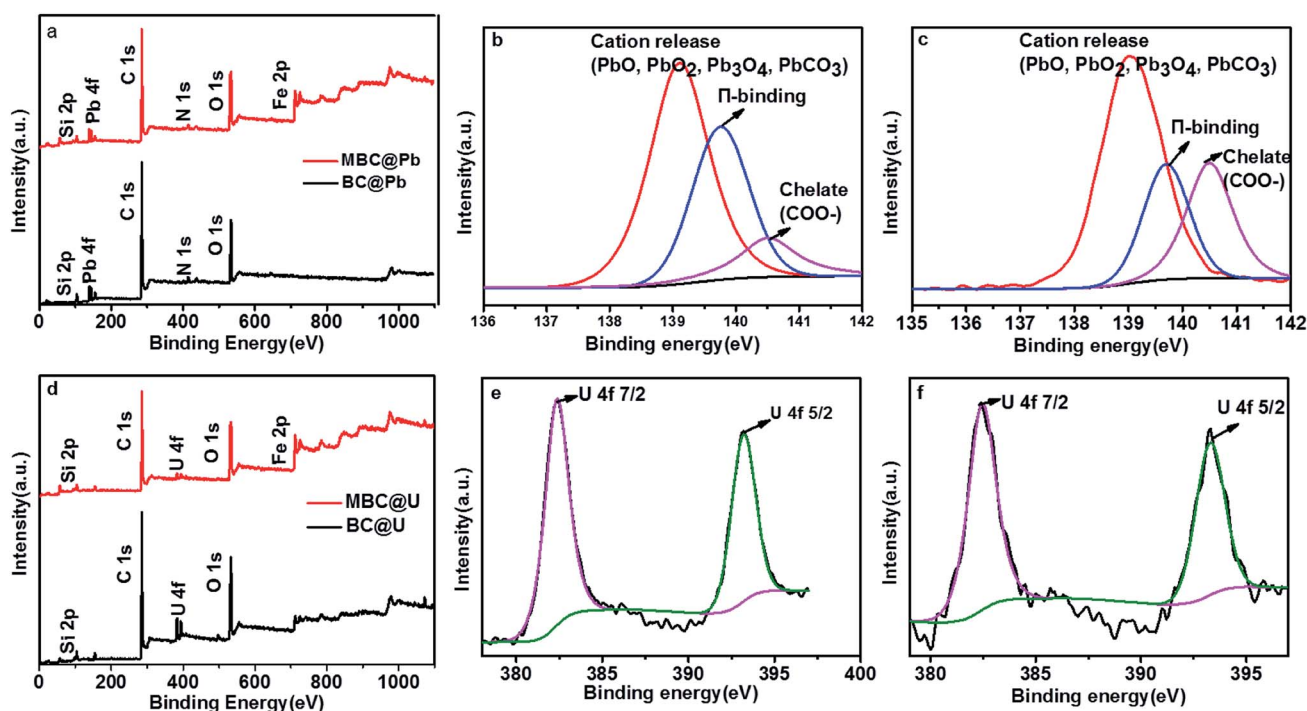 a
Si 2p
Pb 4f
C 1s
N 1s
O 1s
Fe 2p
MBC@Pb
BC@Pb
Si 2p
Pb 4f
C 1s
N 1s
O 1s
Intensity(a.u.)
0 200 400 600 800 1000
Binding Energy(eV)
b
Cation release
(PbO, PbO2, Pb3O4, PbCO3)
Π-binding
Chelate
(COO-)
Intensity(a.u.)
136 137 138 139 140 141 142
Binding energy(eV)
c
Cation release
(PbO, PbO2, Pb3O4, PbCO3)
Π-binding
Chelate
(COO-)
Intensity(a.u.)
135 136 137 138 139 140 141 142
Binding energy(eV)
d
Si 2p
C 1s
U 4f
O 1s
Fe 2p
MBC@U
BC@U
Si 2p
C 1s
U 4f
O 1s
Intensity(a.u.)
0 200 400 600 800 1000
Binding Energy(eV)
e
U 4f 7/2
U 4f 5/2
Intensity(a.u.)
380 385 390 395 400
Binding energy(eV)
f
U 4f 7/2
U 4f 5/2
Intensity(a.u.)
380 385 390 395
Binding energy(eV)